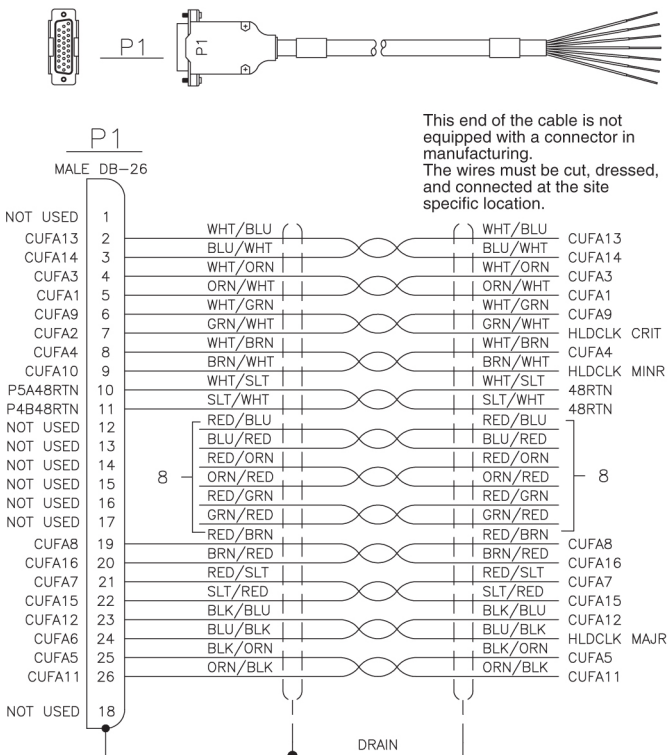 P1
P1
This end of the cable is not
equipped with a connector in
manufacturing.
The wires must be cut, dressed,
and connected at the site
specific location.
P1
MALE DB-26
NOT USED 1
WHT/BLU WHT/BLU
CUFA13 2 CUFA13
BLU/WHT BLU/WHT
CUFA14 3 CUFA14
WHT/ORN WHT/ORN
CUFA3 4 CUFA3
ORN/WHT ORN/WHT
CUFA1 5 CUFA1
WHT/GRN WHT/GRN
CUFA9 6 CUFA9
GRN/WHT GRN/WHT
CUFA2 7 HLDCLK CRIT
WHT/BRN WHT/BRN
CUFA4 8 CUFA4
BRN/WHT BRN/WHT
CUFA10 9 HLDCLK MINR
WHT/SLT WHT/SLT
P5A48RTN 10 48RTN
SLT/WHT SLT/WHT
P4B48RTN 11 48RTN
RED/BLU RED/BLU
NOT USED 12
BLU/RED BLU/RED
NOT USED 13
RED/ORN RED/ORN
NOT USED 14
8 ORN/RED ORN/RED 8
NOT USED 15
RED/GRN RED/GRN
NOT USED 16
GRN/RED GRN/RED
NOT USED 17
RED/BRN RED/BRN
CUFA8 19 CUFA8
BRN/RED BRN/RED
CUFA16 20 CUFA16
RED/SLT RED/SLT
CUFA7 21 CUFA7
SLT/RED SLT/RED
CUFA15 22 CUFA15
BLK/BLU BLK/BLU
CUFA12 23 CUFA12
BLU/BLK BLU/BLK
CUFA6 24 HLDCLK MAJR
BLK/ORN BLK/ORN
CUFA5 25 CUFA5
ORN/BLK ORN/BLK
CUFA11 26 CUFA11
NOT USED 18
DRAIN